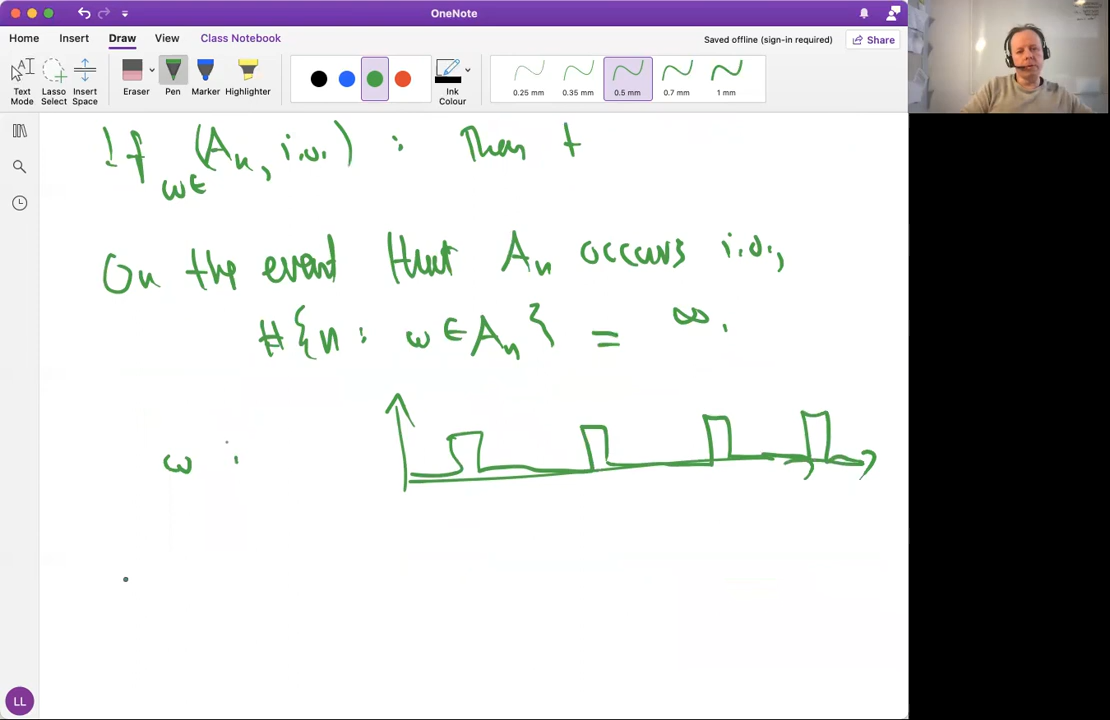 OneNote
Home Insert Draw View Class Notebook
Saved offline (sign-in required) Share
Text Mode
Lasso Select
Insert Space
Eraser
Pen
Marker
Highlighter
Ink Colour
0.25 mm
0.35 mm
0.5 mm
0.7 mm
1 mm
If ω∈ (An, i.o.) : Then t
On the event that An occurs i.o.,
#{n : ω ∈ An} = ∞.
ω :
LL